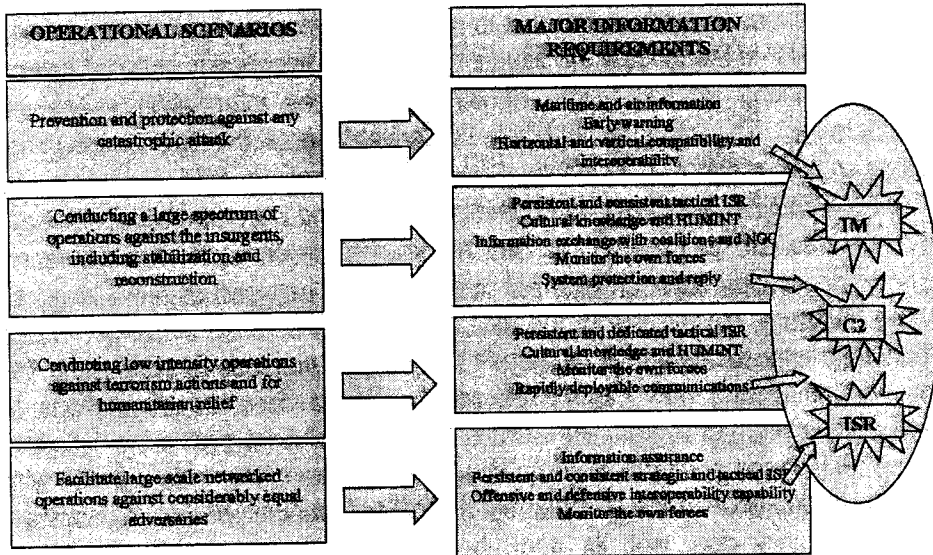 OPERATIONAL SCENARIOS
MAJOR INFORMATION
REQUIREMENTS
Prevention and protection against any
catastrophic attack
Maritime and air information
Early warning
Horizontal and vertical compatibility and
interoperability
Conducting a large spectrum of
operations against the insurgents,
including stabilization and
reconstruction
Persistent and consistent tactical ISR
Cultural knowledge and HUMINT
Information exchange with coalitions and NGO
Monitor the own forces
System protection and reply
Conducting low intensity operations
against terrorism actions and for
humanitarian relief
Persistent and dedicated tactical ISR
Cultural knowledge and HUMINT
Monitor the own forces
Rapidly deployable communications
Facilitate large scale networked
operations against considerably equal
adversaries
Information assurance
Persistent and consistent strategic and tactical ISR
Offensive and defensive interoperability capability
Monitor the own forces
IM
C2
ISR